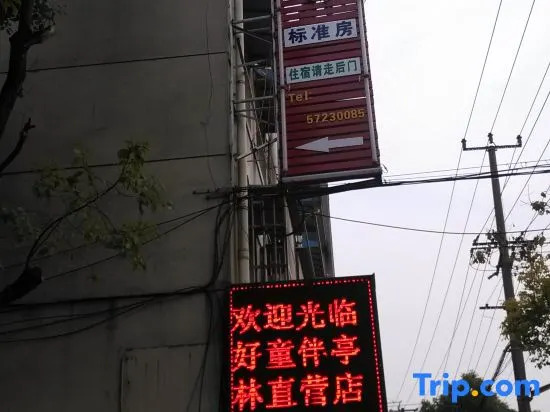 标准房
住宿请走后门
Tel
57230085
欢迎光临
好童伴亭
林直营店
Trip.com